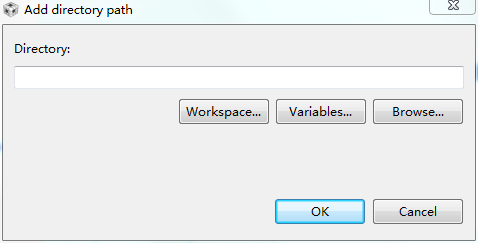 Add directory path
Directory:
Workspace... Variables... Browse...
OK Cancel